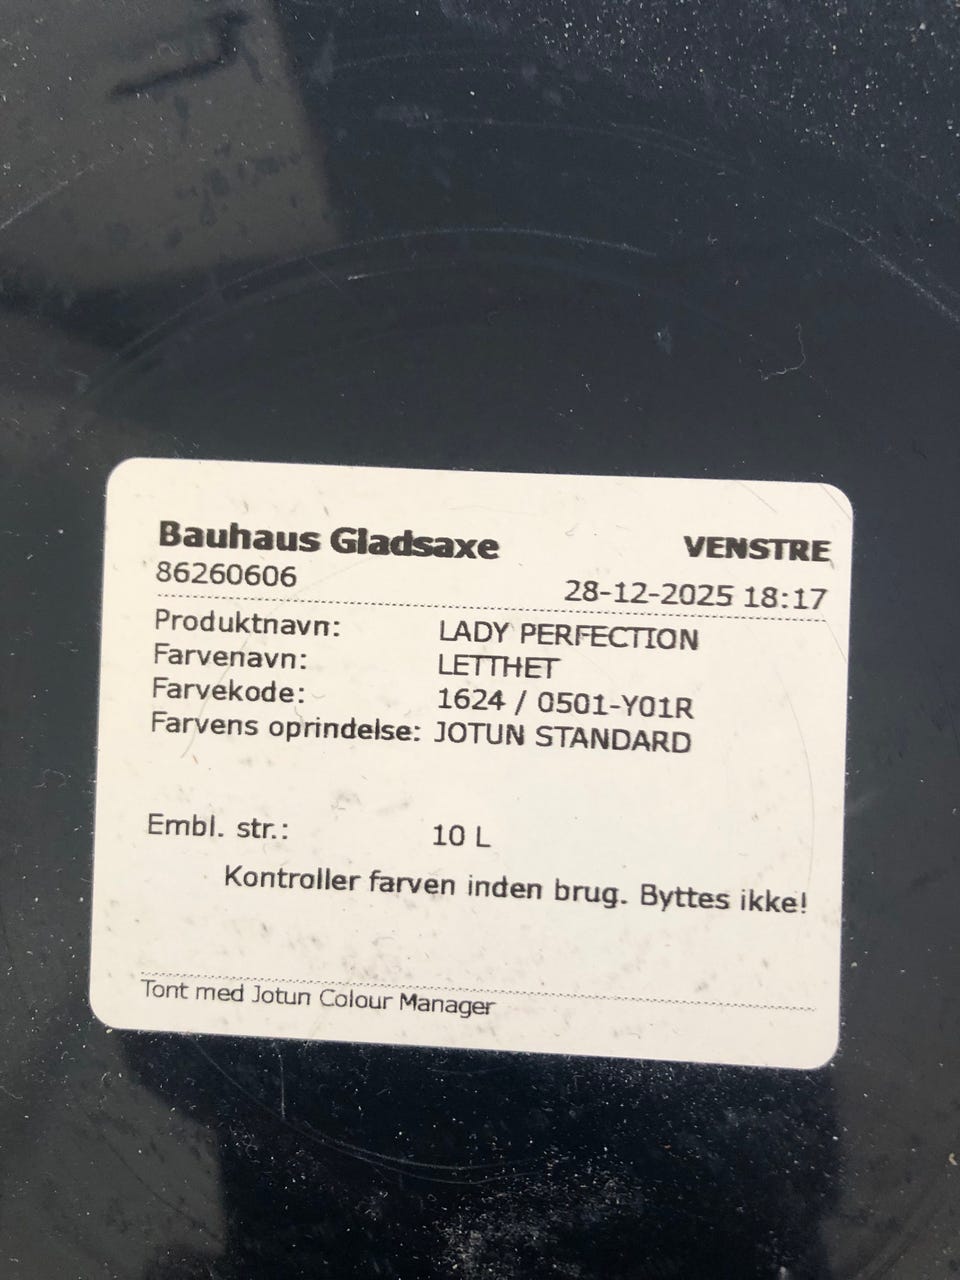 Bauhaus Gladsaxe VENSTRE
86260606 28-12-2025 18:17
Produktnavn: LADY PERFECTION
Farvenavn: LETTHET
Farvekode: 1624 / 0501-Y01R
Farvens oprindelse: JOTUN STANDARD
Embl. str.: 10 L
Kontroller farven inden brug. Byttes ikke!
Tont med Jotun Colour Manager